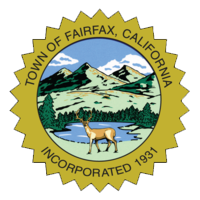 TOWN OF FAIRFAX, CALIFORNIA
INCORPORATED 1931